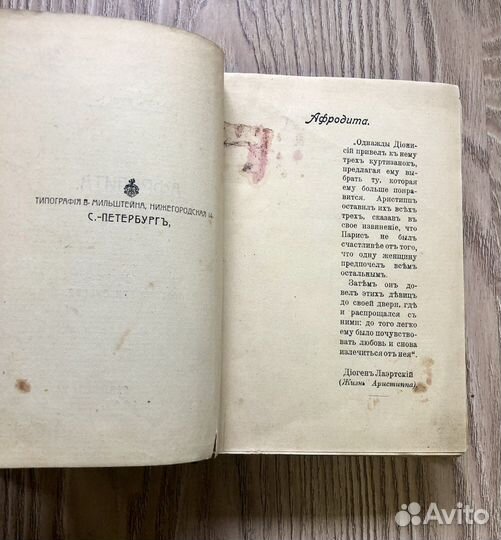 ТИПОГРАФІЯ В. МИЛЬШТЕЙНА, НИЖЕГОРОДСКАЯ 14.
С.-ПЕТЕРБУРГЪ,
Афродита.
„Однажды Діони-
сій привелъ къ нему
трехъ куртизанокъ,
предлагая ему вы-
брать ту, которая
ему больше понра-
вится. Аристиппъ
оставилъ ихъ всѣхъ
трехъ, сказавъ въ
свое извиненіе, что
Парисъ не былъ
счастливѣе отъ того,
что одну женщину
предпочелъ всѣмъ
остальнымъ.
Затѣмъ онъ до-
велъ этихъ дѣвицъ
до своей двери, гдѣ
и распрощался съ
ними: до того легко
ему было почувство-
вать любовь и снова
излечиться отъ нея“.
Діогенъ Лаэртскій
(Жизнь Аристиппа).
Avito